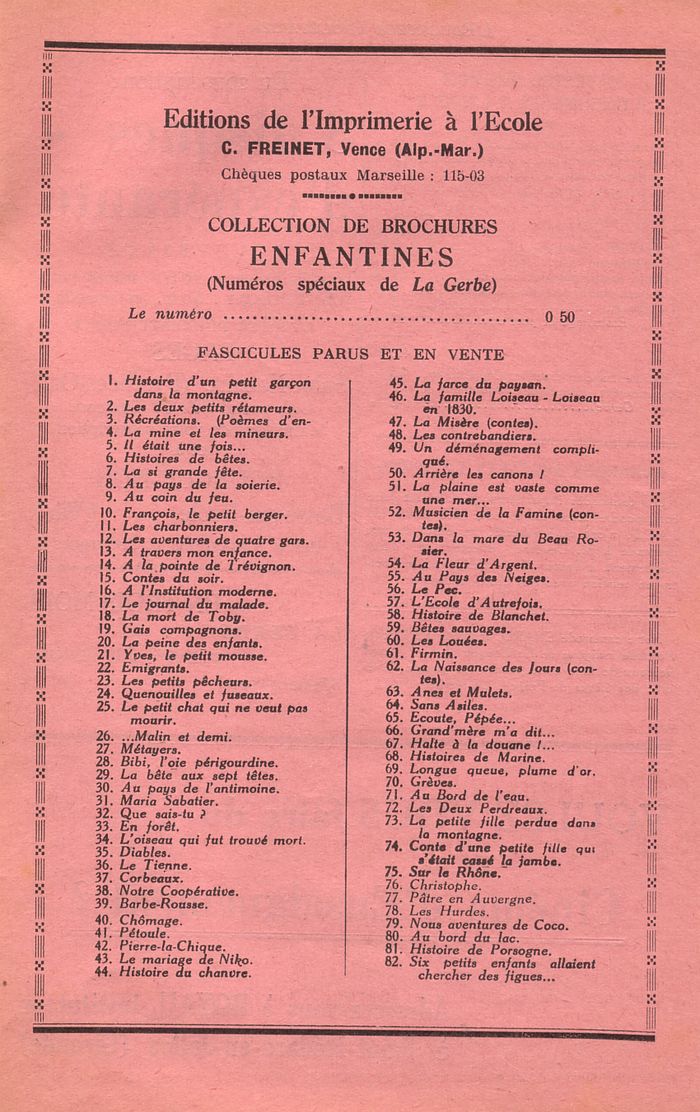 Editions de l'Imprimerie à l'Ecole
C. FREINET, Vence (Alp.-Mar.)
Chèques postaux Marseille : 115-03
COLLECTION DE BROCHURES
ENFANTINES
(Numéros spéciaux de La Gerbe)
Le numéro ........................................ 0 50
FASCICULES PARUS ET EN VENTE
1. Histoire d'un petit garçon
dans la montagne.
2. Les deux petits rétameurs.
3. Récréations. (Poèmes d'en-
4. La mine et les mineurs.
5. Il était une fois...
6. Histoires de bêtes.
7. La si grande fête.
8. Au pays de la soierie.
9. Au coin du feu.
10. François, le petit berger.
11. Les charbonniers.
12. Les aventures de quatre gars.
13. A travers mon enfance.
14. A la pointe de Trévignon.
15. Contes du soir.
16. A l'Institution moderne.
17. Le journal du malade.
18. La mort de Toby.
19. Gais compagnons.
20. La peine des enfants.
21. Yves, le petit mousse.
22. Emigrants.
23. Les petits pêcheurs.
24. Quenouilles et fuseaux.
25. Le petit chat qui ne veut pas
mourir.
26. ...Malin et demi.
27. Métayers.
28. Bibi, l'oie périgourdine.
29. La bête aux sept têtes.
30. Au pays de l'antimoine.
31. Maria Sabatier.
32. Que sais-tu ?
33. En forêt.
34. L'oiseau qui fut trouvé mort.
35. Diables.
36. Le Tienne.
37. Corbeaux.
38. Notre Coopérative.
39. Barbe-Rousse.
40. Chômage.
41. Pétoule.
42. Pierre-la-Chique.
43. Le mariage de Niko.
44. Histoire du chanvre.
45. La farce du paysan.
46. La famille Loiseau - Loiseau
en 1830.
47. La Misère (contes).
48. Les contrebandiers.
49. Un déménagement compli-
qué.
50. Arrière les canons !
51. La plaine est vaste comme
une mer...
52. Musicien de la Famine (con-
tes).
53. Dans la mare du Beau Ro-
sier.
54. La Fleur d'Argent.
55. Au Pays des Neiges.
56. Le Pec.
57. L'Ecole d'Autrefois.
58. Histoire de Blanchet.
59. Bêtes sauvages.
60. Les Louées.
61. Firmin.
62. La Naissance des Jours (con-
tes).
63. Anes et Mulets.
64. Sans Asiles.
65. Ecoute, Pépée...
66. Grand'mère m'a dit...
67. Halte à la douane !...
68. Histoires de Marine.
69. Longue queue, plume d'or.
70. Grèves.
71. Au Bord de l'eau.
72. Les Deux Perdreaux.
73. La petite fille perdue dans
la montagne.
74. Conte d'une petite fille qui
s'était cassé la jambe.
75. Sur le Rhône.
76. Christophe.
77. Pâtre en Auvergne.
78. Les Hurdes.
79. Nous aventures de Coco.
80. Au bord du lac.
81. Histoire de Porsogne.
82. Six petits enfants allaient
chercher des figues...